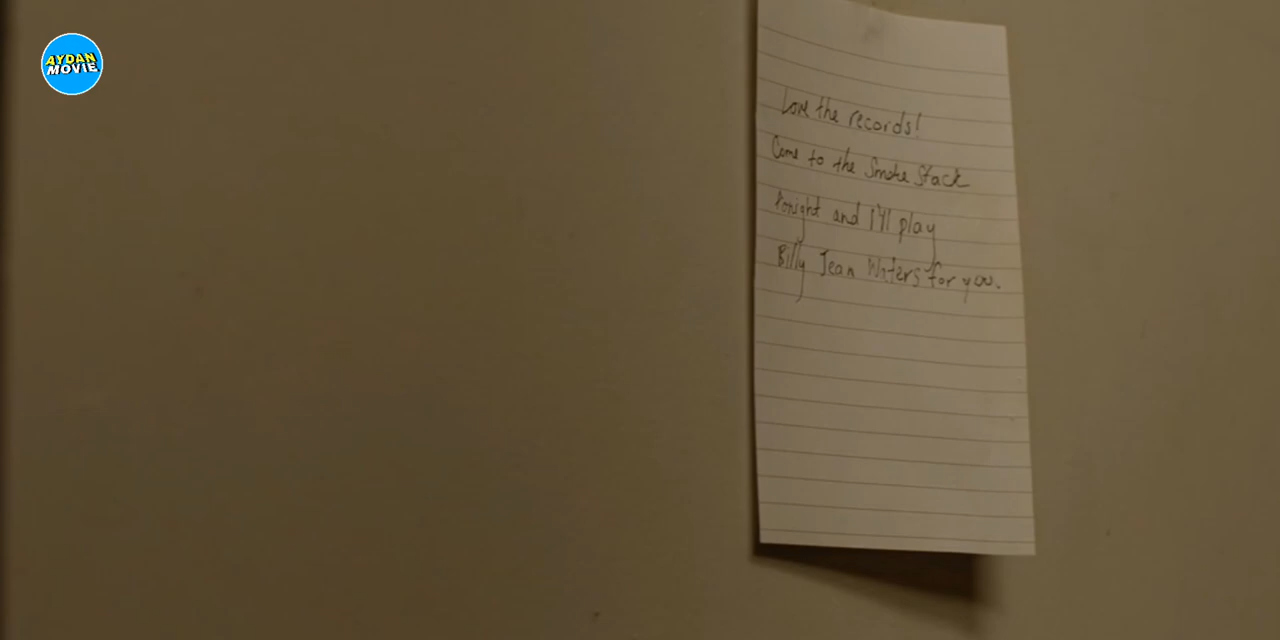 AYDAN
MOVIE
Love the records!
Come to the Smoke Stack
tonight and I'll play
Billy Jean Waters for you.